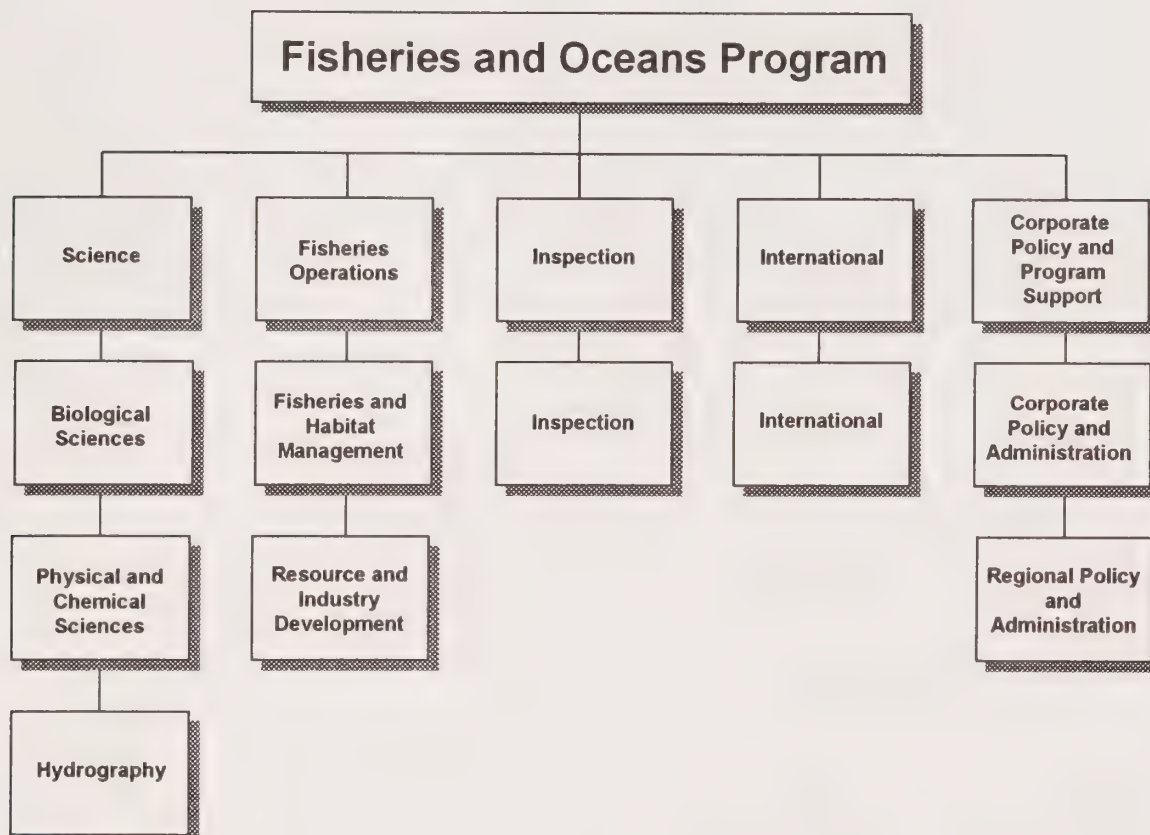 Fisheries and Oceans Program
Science
Fisheries
Operations
Inspection
International
Corporate
Policy and
Program
Support
Biological
Sciences
Fisheries and
Habitat
Management
Inspection
International
Corporate
Policy and
Administration
Physical and
Chemical
Sciences
Resource and
Industry
Development
Regional Policy
and
Administration
Hydrography